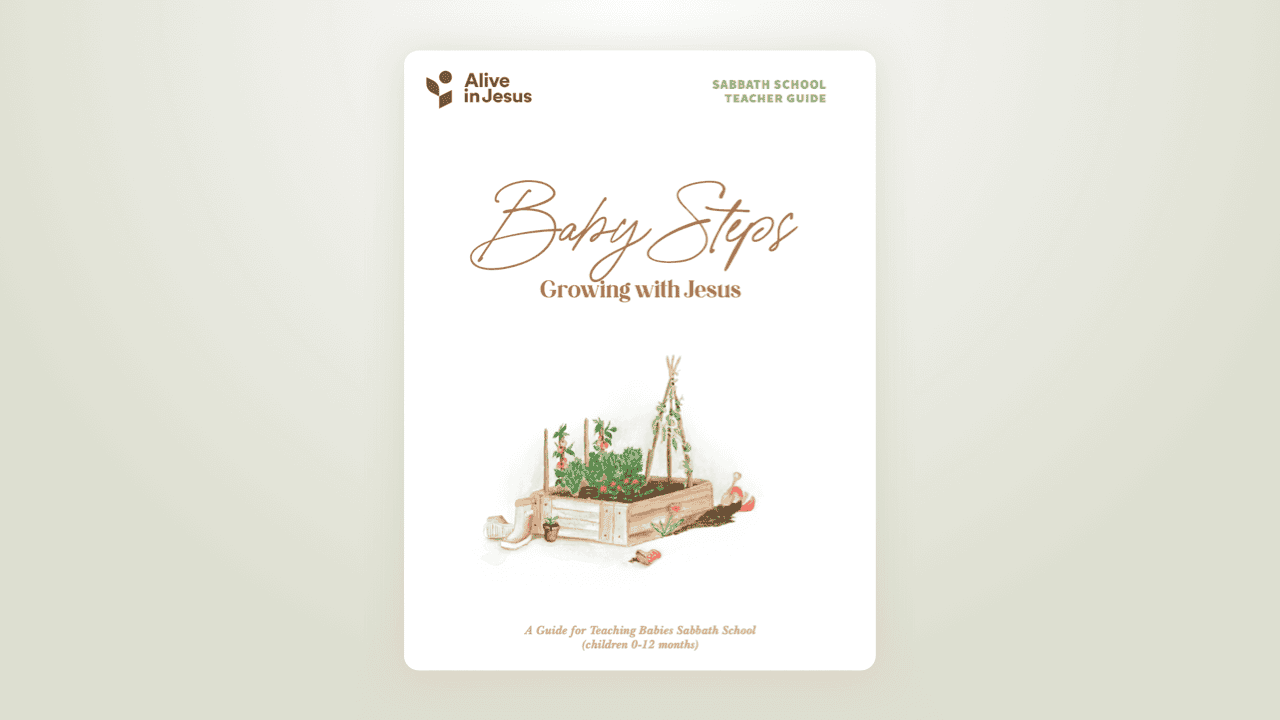 Alive
in Jesus
SABBATH SCHOOL
TEACHER GUIDE
Baby Steps
Growing with Jesus
A Guide for Teaching Babies Sabbath School
(children 0-12 months)